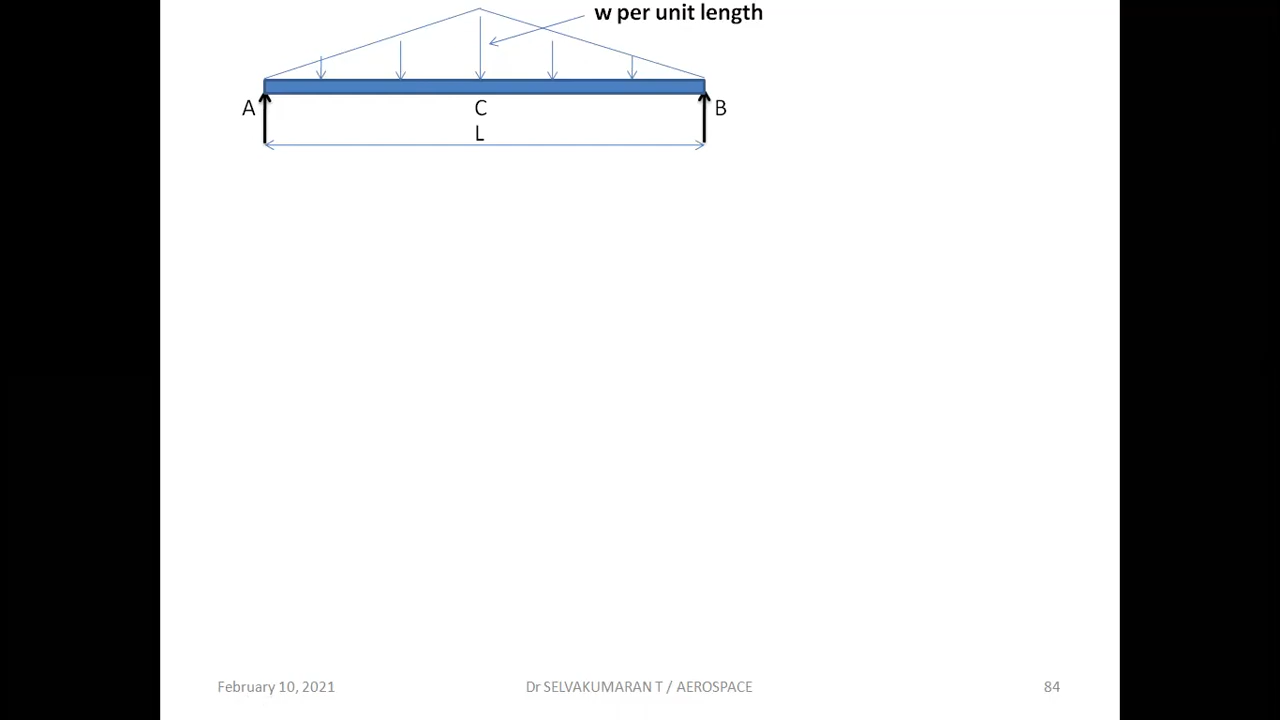 w per unit length
A
C
B
L
February 10, 2021
Dr SELVAKUMARAN T / AEROSPACE
84